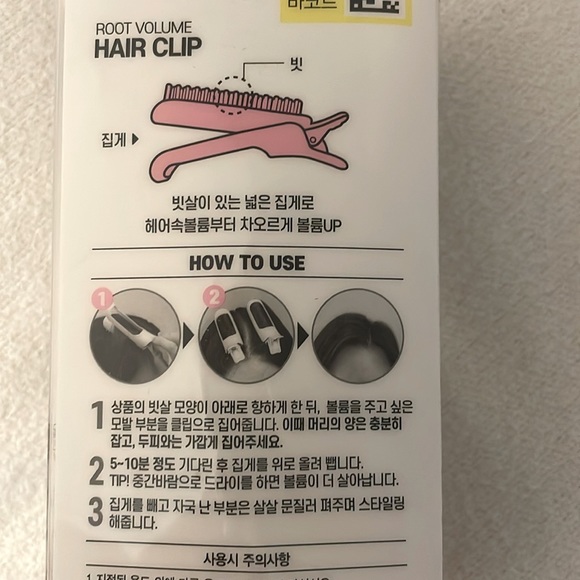 바코드
ROOT VOLUME
HAIR CLIP
빗
집게
빗살이 있는 넓은 집게로
헤어속볼륨부터 차오르게 볼륨UP
HOW TO USE
1 2
1 상품의 빗살 모양이 아래로 향하게 한 뒤, 볼륨을 주고 싶은
모발 부분을 클립으로 집어줍니다. 이때 머리의 양은 충분히
잡고, 두피와는 가깝게 집어주세요.
2 5~10분 정도 기다린 후 집게를 위로 올려 뺍니다.
TIP! 중간바람으로 드라이를 하면 볼륨이 더 살아납니다.
3 집게를 빼고 자국 난 부분은 살살 문질러 펴주며 스타일링
해줍니다.
사용시 주의사항